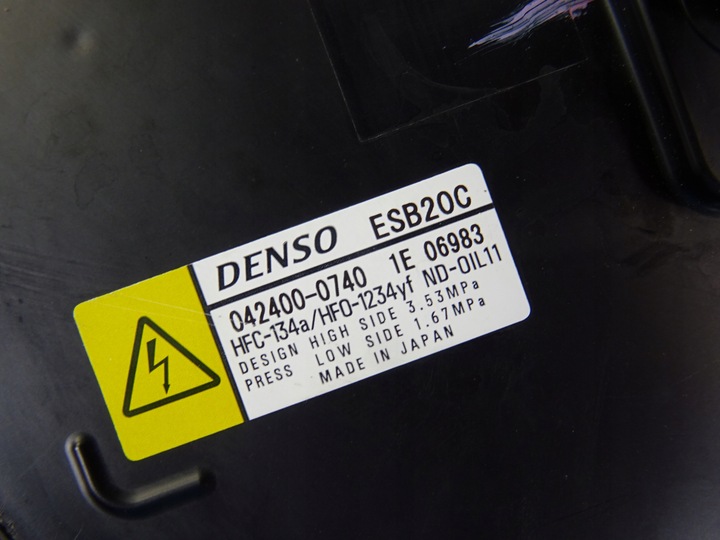 DENSO ESB20C
042400-0740 1E 06983
HFC-134a/HFO-1234yf ND-OIL11
DESIGN HIGH SIDE 3.53MPa
PRESS LOW SIDE 1.67MPa
MADE IN JAPAN